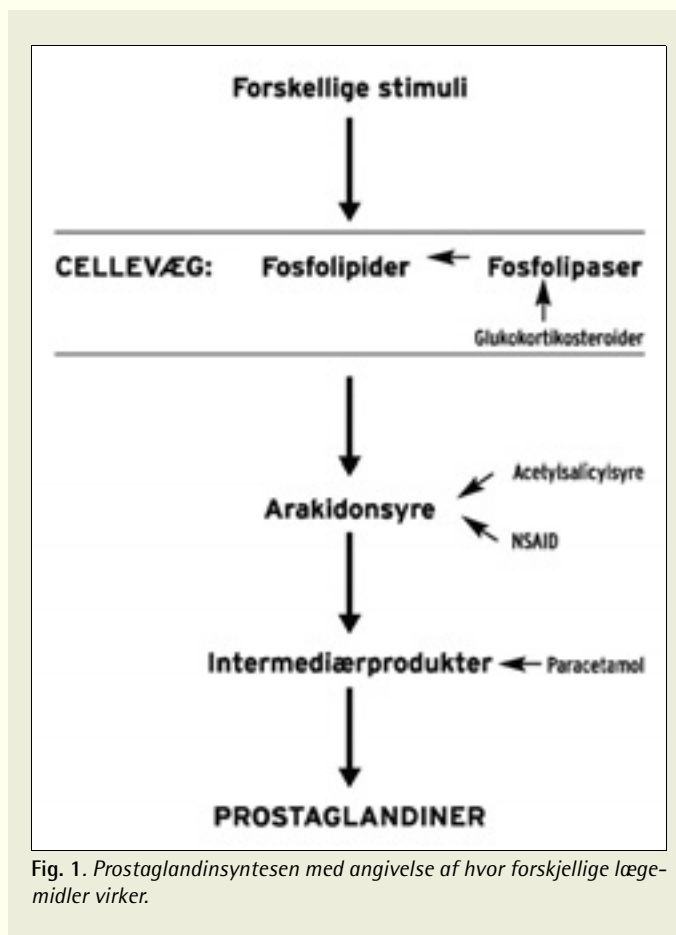 Forskellige stimuli
CELLEVÆG: Fosfolipider Fosfolipaser
Glukokortikosteroider
Acetylsalicylsyre
Arakidonsyre
NSAID
Intermediærprodukter Paracetamol
PROSTAGLANDINER
Fig. 1. Prostaglandinsyntesen med angivelse af hvor forskjellige læge-
midler virker.